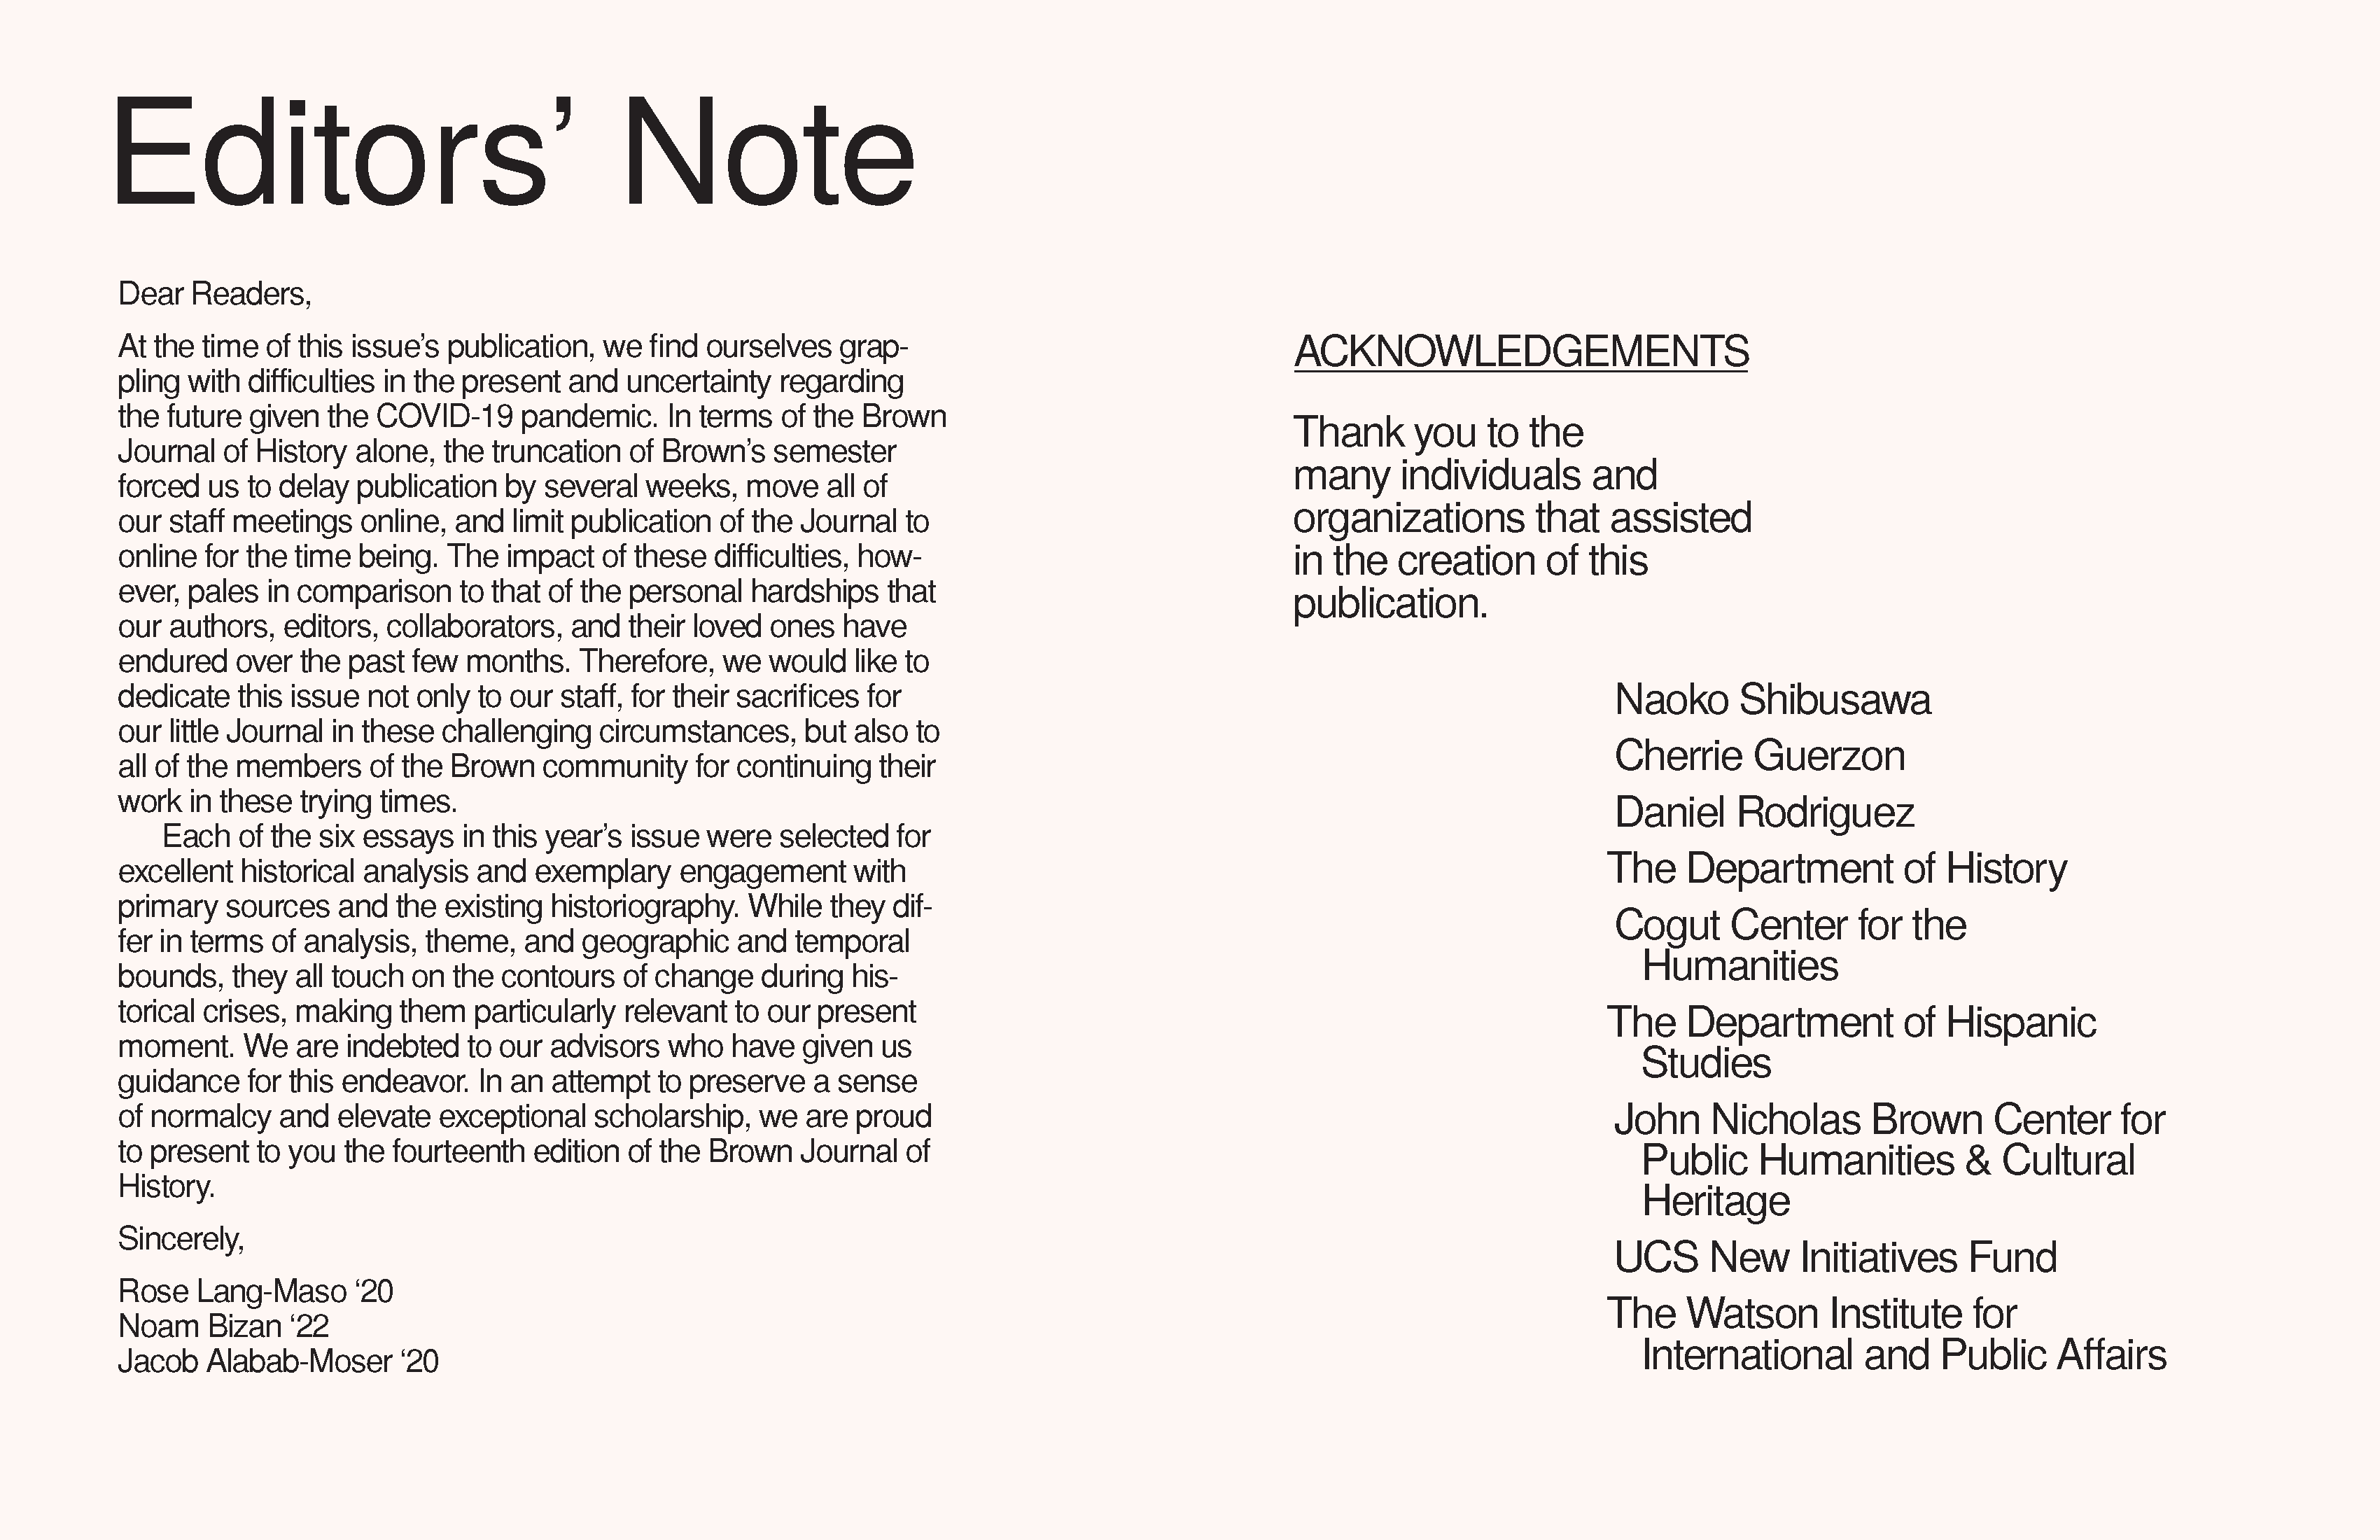 Editors’ Note
Dear Readers,
At the time of this issue’s publication, we find ourselves grap-
pling with difficulties in the present and uncertainty regarding
the future given the COVID-19 pandemic. In terms of the Brown
Journal of History alone, the truncation of Brown’s semester
forced us to delay publication by several weeks, move all of
our staff meetings online, and limit publication of the Journal to
online for the time being. The impact of these difficulties, how-
ever, pales in comparison to that of the personal hardships that
our authors, editors, collaborators, and their loved ones have
endured over the past few months. Therefore, we would like to
dedicate this issue not only to our staff, for their sacrifices for
our little Journal in these challenging circumstances, but also to
all of the members of the Brown community for continuing their
work in these trying times.
Each of the six essays in this year’s issue were selected for
excellent historical analysis and exemplary engagement with
primary sources and the existing historiography. While they dif-
fer in terms of analysis, theme, and geographic and temporal
bounds, they all touch on the contours of change during his-
torical crises, making them particularly relevant to our present
moment. We are indebted to our advisors who have given us
guidance for this endeavor. In an attempt to preserve a sense
of normalcy and elevate exceptional scholarship, we are proud
to present to you the fourteenth edition of the Brown Journal of
History.
Sincerely,
Rose Lang-Maso ‘20
Noam Bizan ‘22
Jacob Alabab-Moser ‘20
ACKNOWLEDGEMENTS
Thank you to the
many individuals and
organizations that assisted
in the creation of this
publication.
Naoko Shibusawa
Cherrie Guerzon
Daniel Rodriguez
The Department of History
Cogut Center for the
Humanities
The Department of Hispanic
Studies
John Nicholas Brown Center for
Public Humanities & Cultural
Heritage
UCS New Initiatives Fund
The Watson Institute for
International and Public Affairs